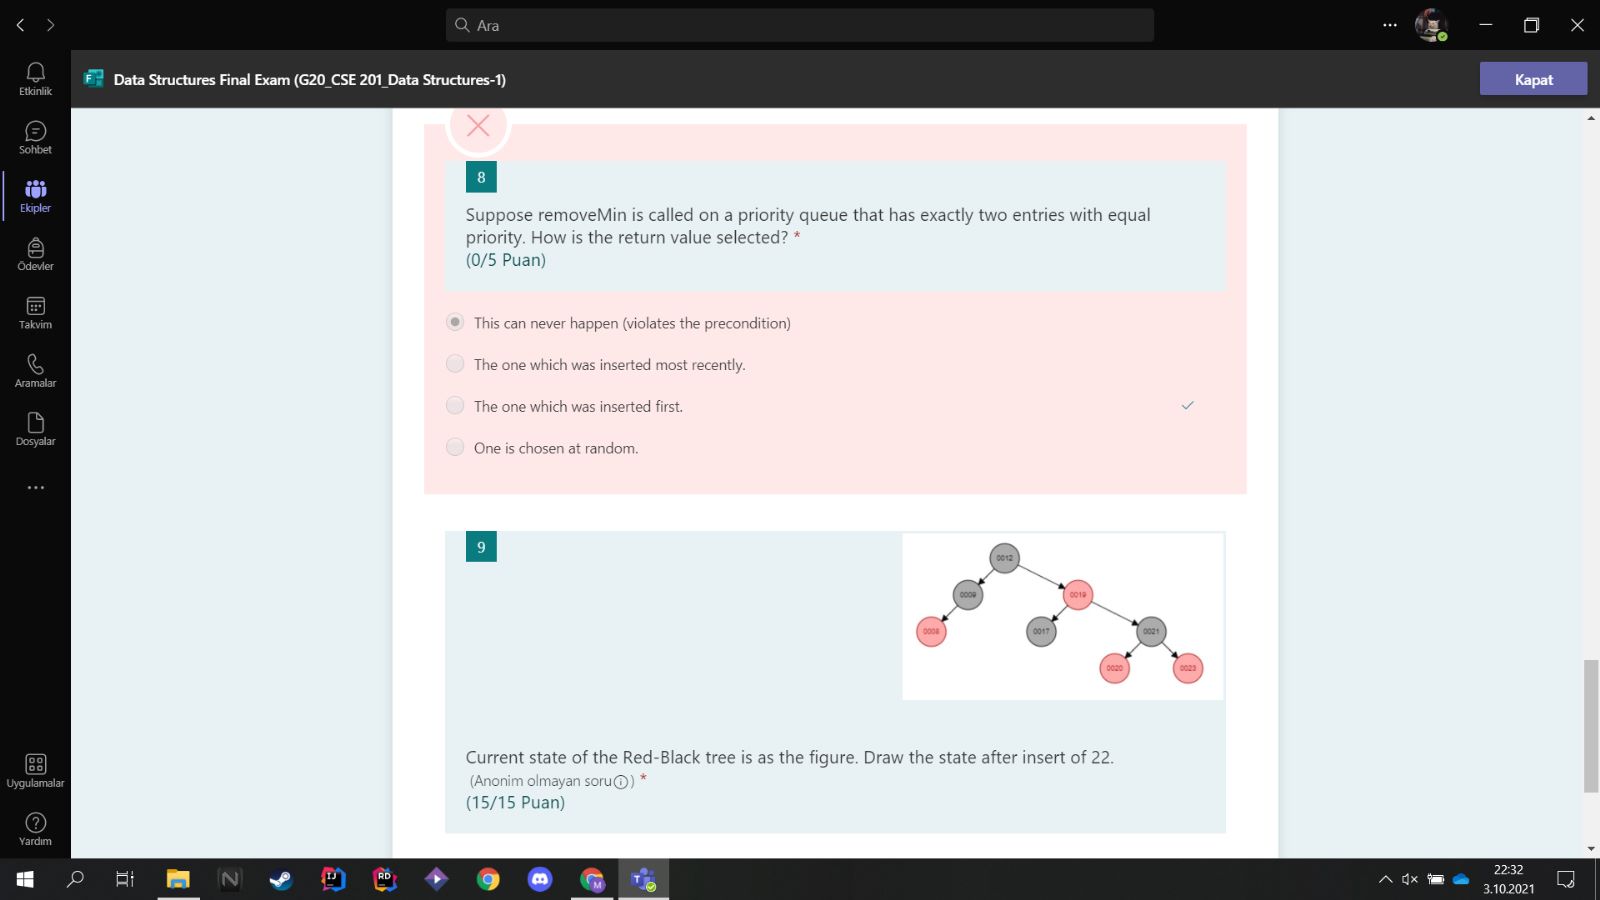 Ara
Etkinlik
Sohbet
Ekipler
Ödevler
Takvim
Aramalar
Dosyalar
Uygulamalar
Yardım
Data Structures Final Exam (G20_CSE 201_Data Structures-1)
Kapat
8
Suppose removeMin is called on a priority queue that has exactly two entries with equal
priority. How is the return value selected? *
(0/5 Puan)
This can never happen (violates the precondition)
The one which was inserted most recently.
The one which was inserted first.
One is chosen at random.
9
0012
0019
0017
0021
0020
0023
Current state of the Red-Black tree is as the figure. Draw the state after insert of 22.
(Anonim olmayan soru) *
(15/15 Puan)
22:32
3.10.2021